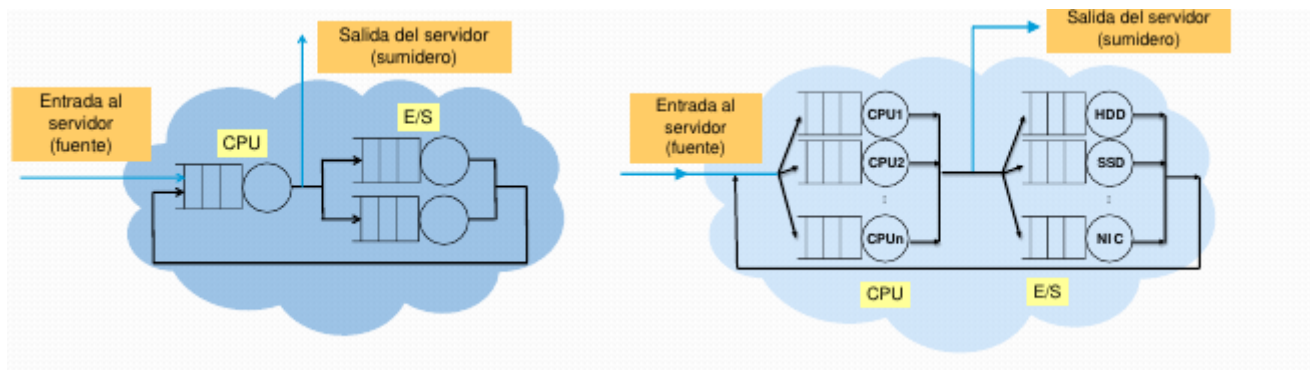 Salida del servidor
(sumidero)
Entrada al
servidor
(fuente)
CPU
E/S
Salida del servidor
(sumidero)
Entrada al
servidor
(fuente)
CPU1
HDD
CPU2
SSD
:
:
CPUn
NIC
CPU
E/S